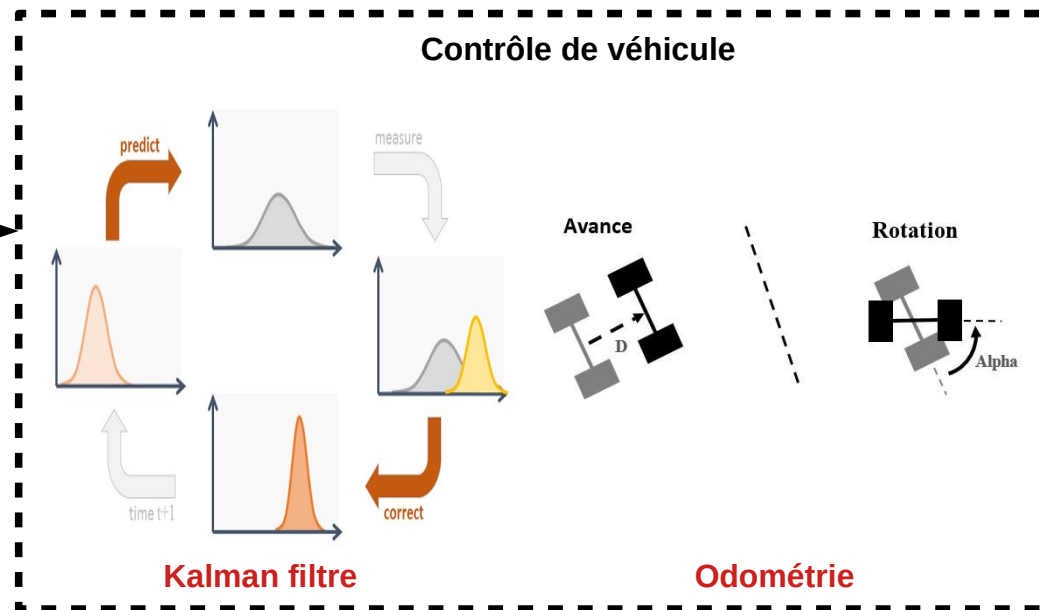 Contrôle de véhicule
predict
measure
Avance
Rotation
D
Alpha
time t+1
correct
Kalman filtre
Odométrie